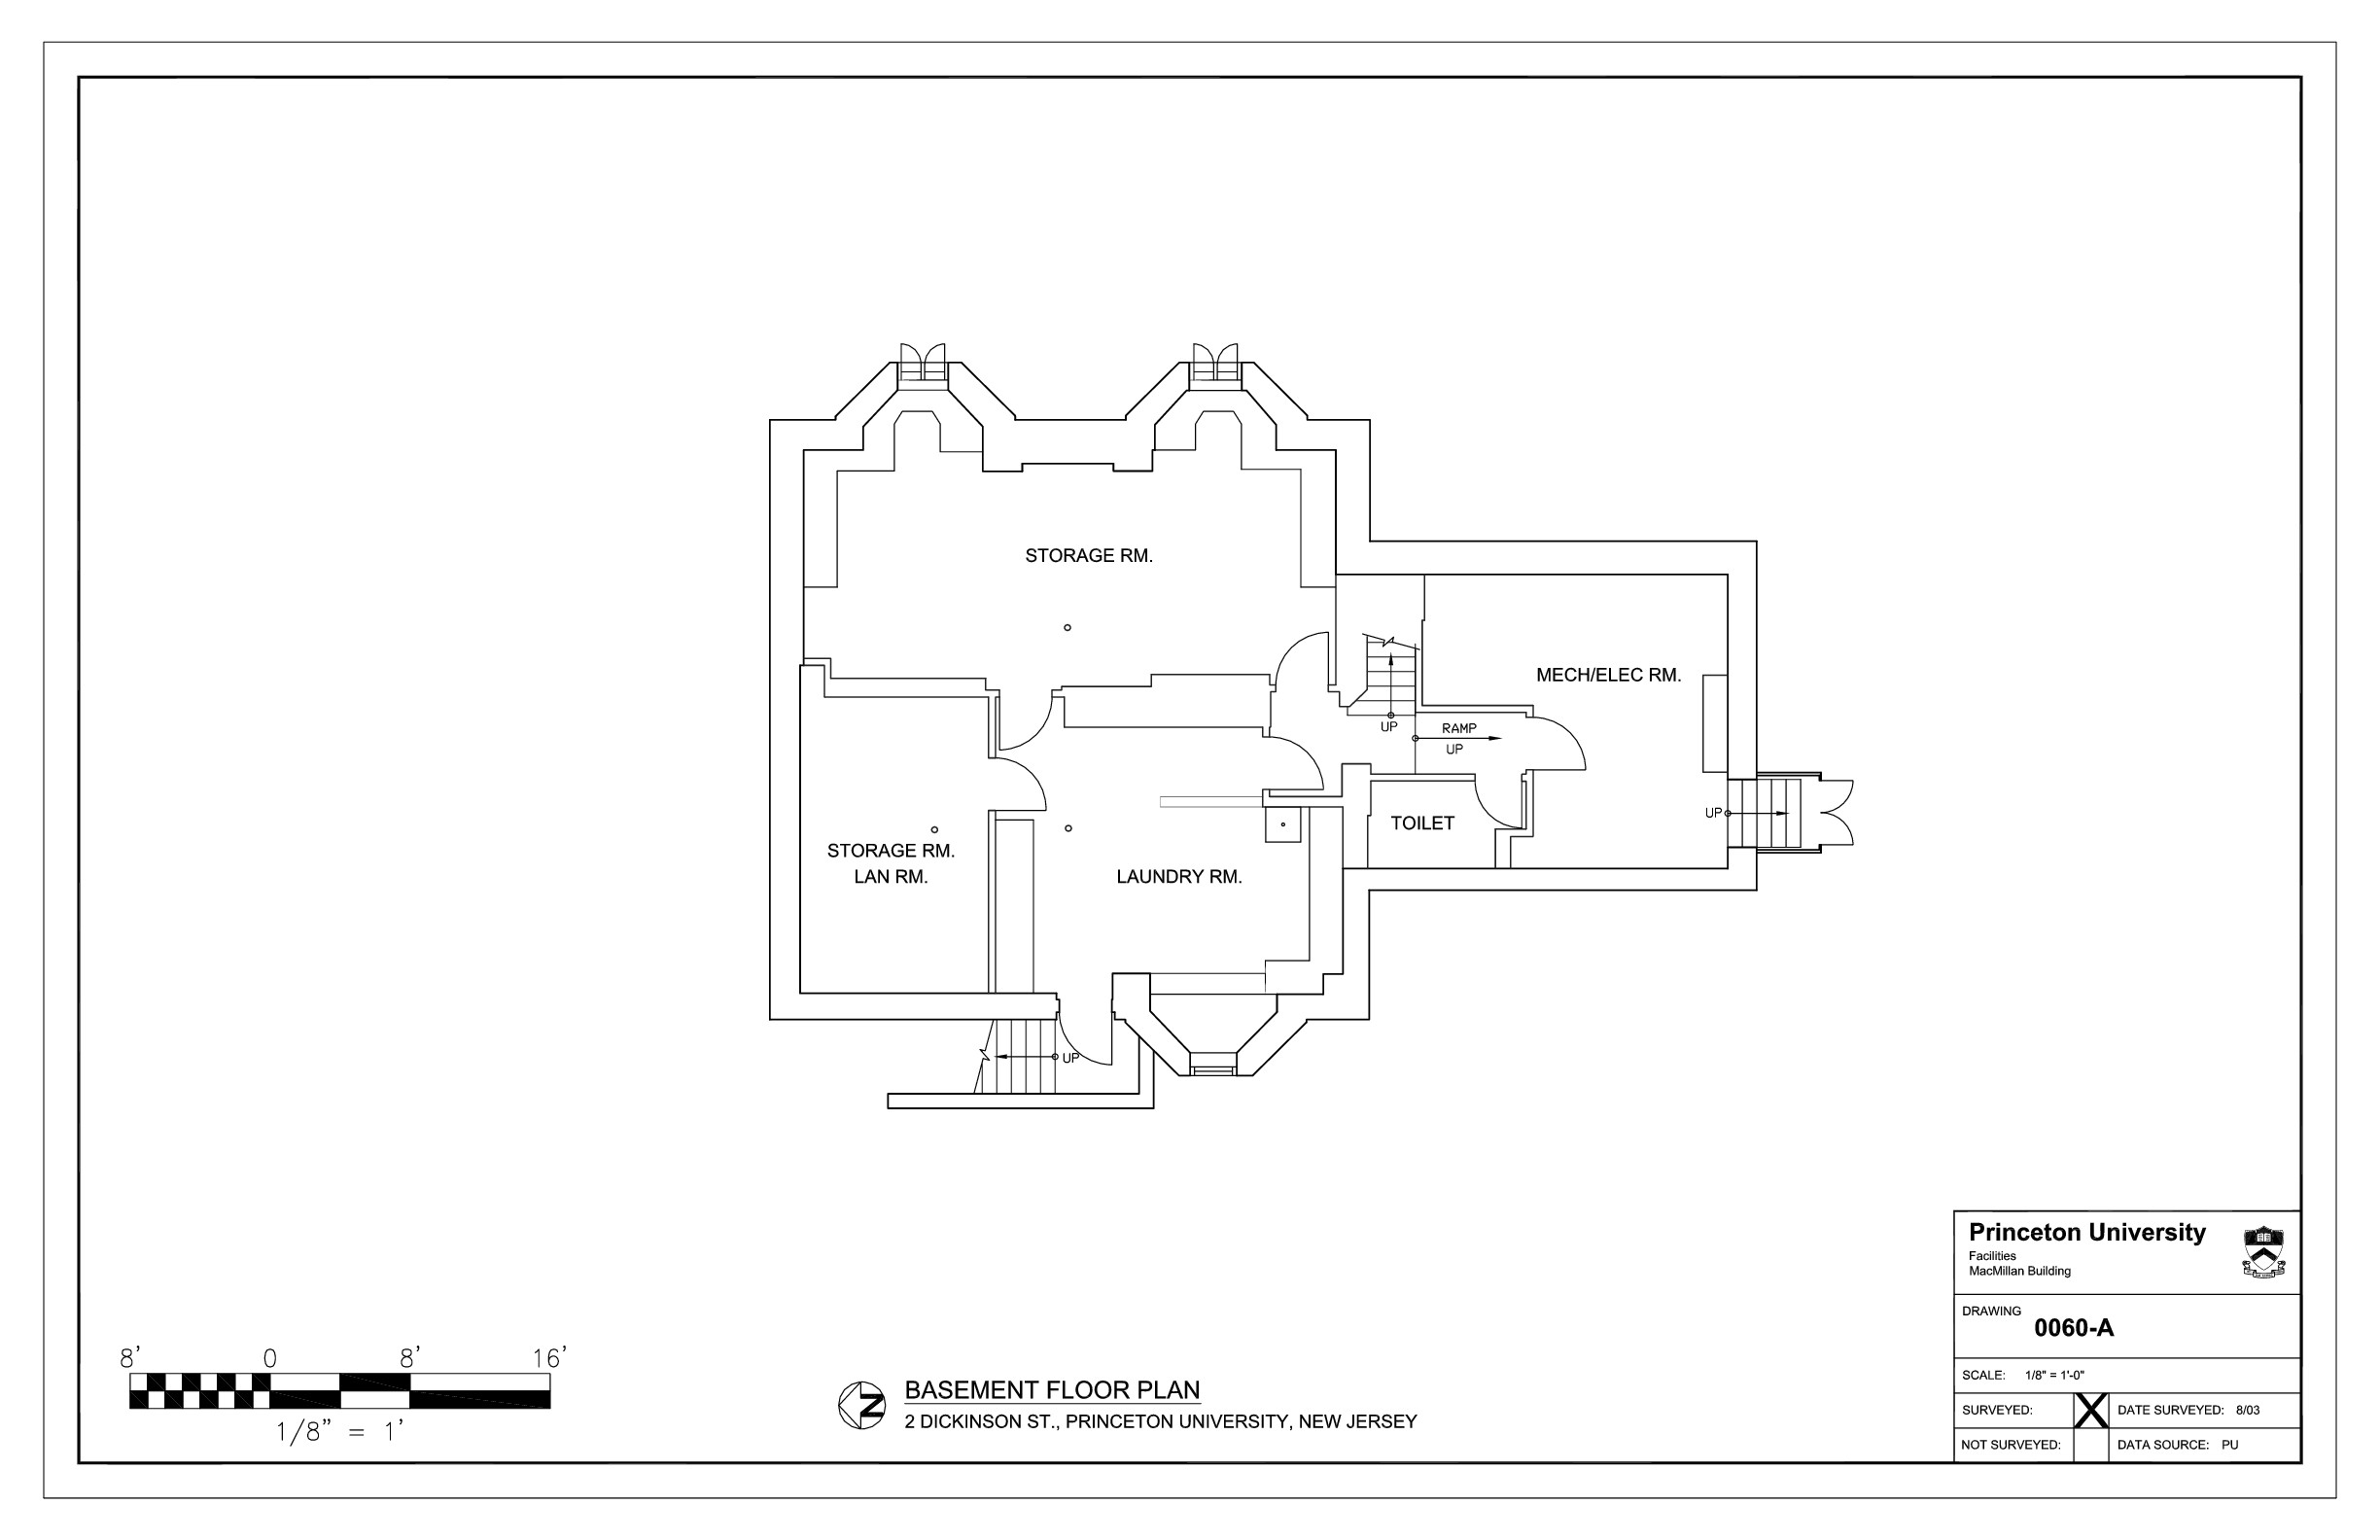 STORAGE RM.
MECH/ELEC RM.
UP
RAMP
UP
UP
TOILET
STORAGE RM.
LAN RM.
LAUNDRY RM.
UP
Princeton University
Facilities
MacMillan Building
DRAWING
0060-A
SCALE: 1/8" = 1'-0"
SURVEYED: X DATE SURVEYED: 8/03
NOT SURVEYED: DATA SOURCE: PU
8' 0 8' 16'
1/8" = 1'
N
BASEMENT FLOOR PLAN
2 DICKINSON ST., PRINCETON UNIVERSITY, NEW JERSEY